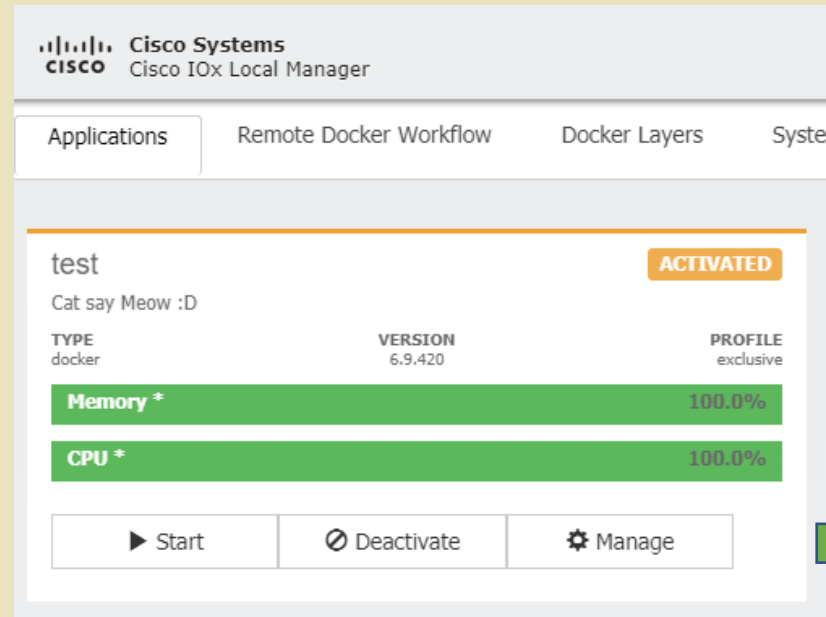 Cisco Systems
CISCO Cisco IOx Local Manager
Applications Remote Docker Workflow Docker Layers Syste
test ACTIVATED
Cat say Meow :D
TYPE VERSION PROFILE
docker 6.9.420 exclusive
Memory * 100.0%
CPU * 100.0%
Start Deactivate Manage